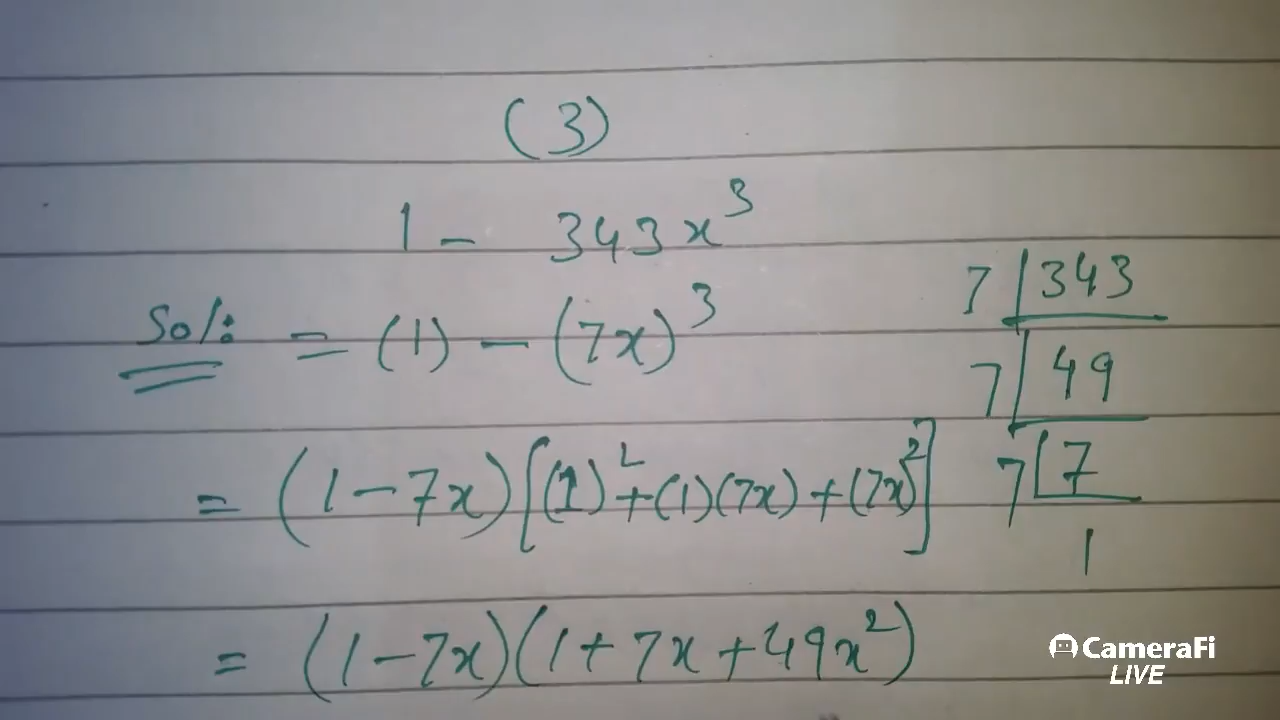 (3)
1 - 343x³
Sol: = (1) - (7x)³
= (1-7x)[(1)² + (1)(7x) + (7x)²]
= (1-7x)(1+7x+49x²)
7 | 343
7 | 49
7 | 7
1
CameraFi
LIVE